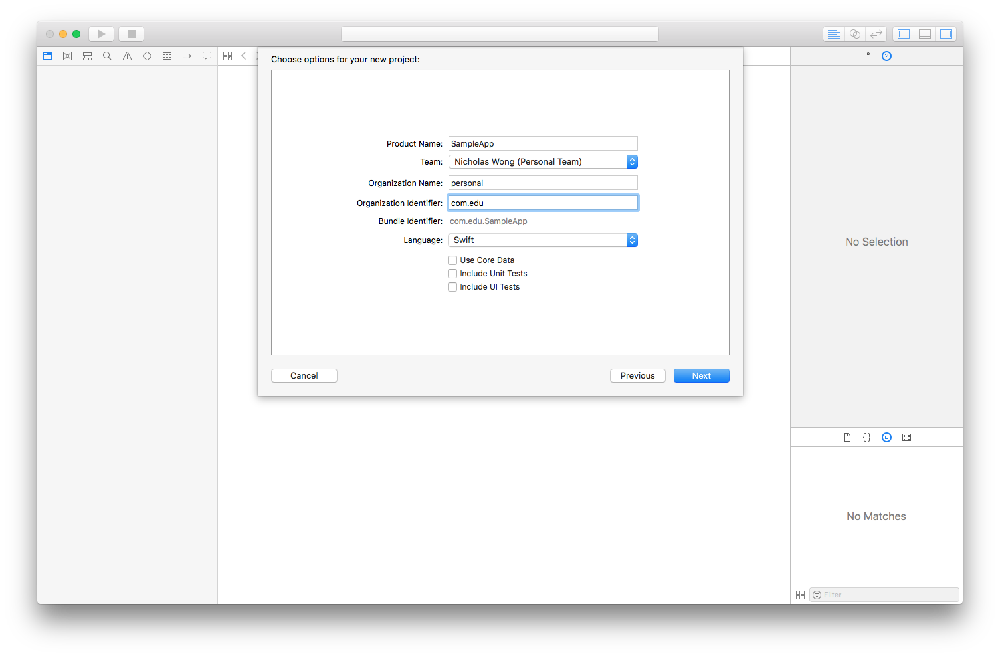 Choose options for your new project:
Product Name: SampleApp
Team: Nicholas Wong (Personal Team)
Organization Name: personal
Organization Identifier: com.edu
Bundle Identifier: com.edu.SampleApp
Language: Swift
Use Core Data
Include Unit Tests
Include UI Tests
Cancel Previous Next
No Selection
No Matches
Filter